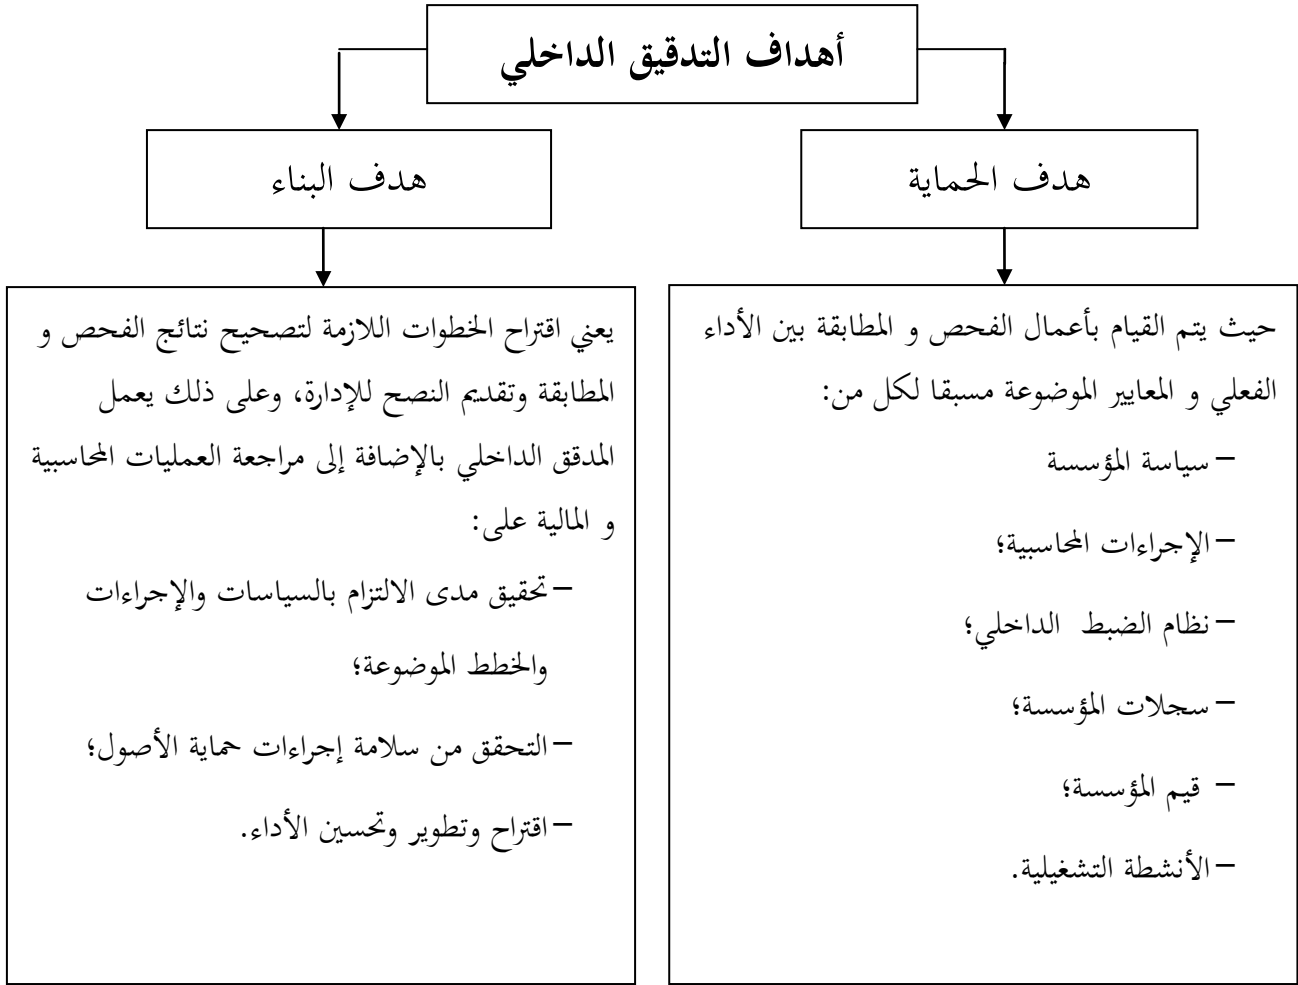 أهداف التدقيق الداخلي
هدف الحماية
هدف البناء
حيث يتم القيام بأعمال الفحص و المطابقة بين الأداء
الفعلي و المعايير الموضوعة مسبقا لكل من:
– سياسة المؤسسة
– الإجراءات المحاسبية؛
– نظام الضبط الداخلي؛
– سجلات المؤسسة؛
– قيم المؤسسة؛
– الأنشطة التشغيلية.
يعني اقتراح الخطوات اللازمة لتصحيح نتائج الفحص و
المطابقة وتقديم النصح للإدارة، وعلى ذلك يعمل
المدقق الداخلي بالإضافة إلى مراجعة العمليات المحاسبية
و المالية على:
– تحقيق مدى الالتزام بالسياسات والإجراءات
والخطط الموضوعة؛
– التحقق من سلامة إجراءات حماية الأصول؛
– اقتراح وتطوير وتحسين الأداء.